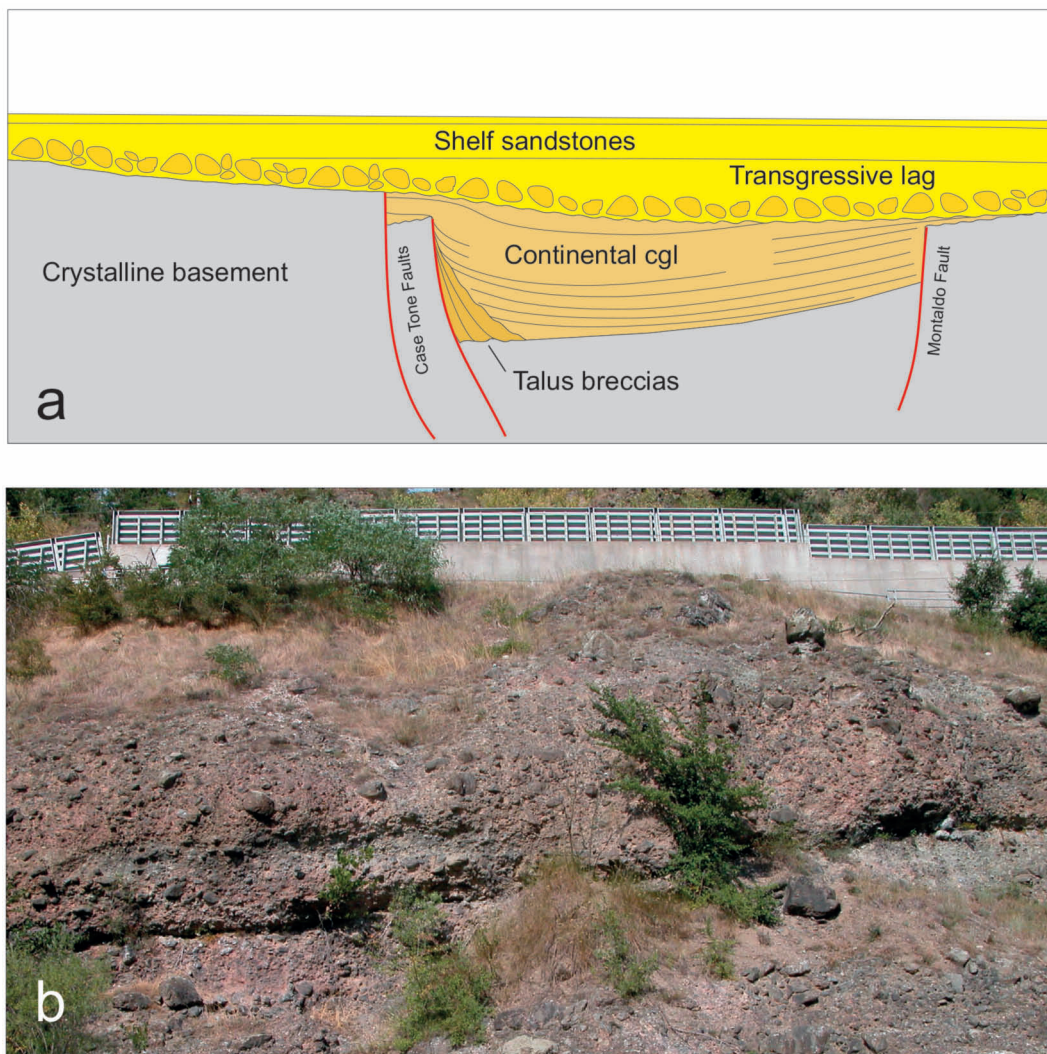 Shelf sandstones
Transgressive lag
Continental cgl
Crystalline basement
Case Tone Faults
Montaldo Fault
Talus breccias
a
b